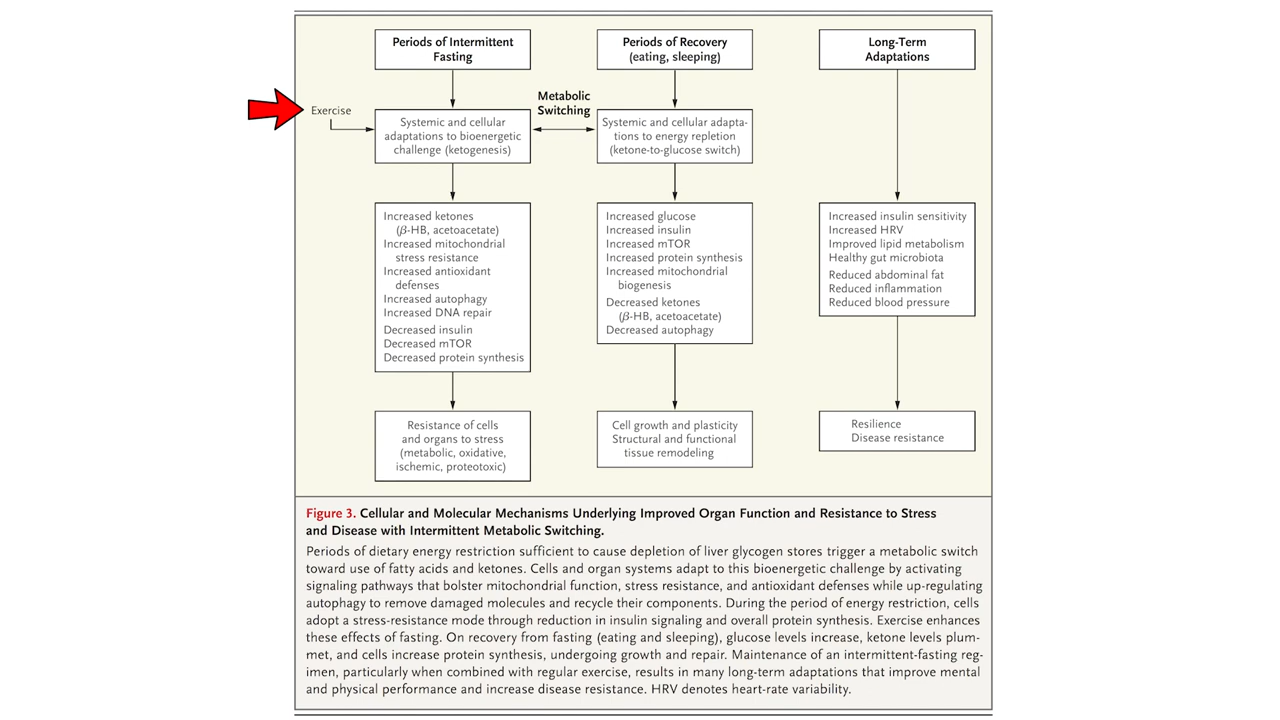 Periods of Intermittent
Fasting
Periods of Recovery
(eating, sleeping)
Long-Term
Adaptations
Exercise
Metabolic
Switching
Systemic and cellular
adaptations to bioenergetic
challenge (ketogenesis)
Systemic and cellular adapta-
tions to energy repletion
(ketone-to-glucose switch)
Increased ketones
(β-HB, acetoacetate)
Increased mitochondrial
stress resistance
Increased antioxidant
defenses
Increased autophagy
Increased DNA repair
Decreased insulin
Decreased mTOR
Decreased protein synthesis
Increased glucose
Increased insulin
Increased mTOR
Increased protein synthesis
Increased mitochondrial
biogenesis
Decreased ketones
(β-HB, acetoacetate)
Decreased autophagy
Increased insulin sensitivity
Increased HRV
Improved lipid metabolism
Healthy gut microbiota
Reduced abdominal fat
Reduced inflammation
Reduced blood pressure
Resistance of cells
and organs to stress
(metabolic, oxidative,
ischemic, proteotoxic)
Cell growth and plasticity
Structural and functional
tissue remodeling
Resilience
Disease resistance
Figure 3. Cellular and Molecular Mechanisms Underlying Improved Organ Function and Resistance to Stress
and Disease with Intermittent Metabolic Switching.
Periods of dietary energy restriction sufficient to cause depletion of liver glycogen stores trigger a metabolic switch
toward use of fatty acids and ketones. Cells and organ systems adapt to this bioenergetic challenge by activating
signaling pathways that bolster mitochondrial function, stress resistance, and antioxidant defenses while up-regulating
autophagy to remove damaged molecules and recycle their components. During the period of energy restriction, cells
adopt a stress-resistance mode through reduction in insulin signaling and overall protein synthesis. Exercise enhances
these effects of fasting. On recovery from fasting (eating and sleeping), glucose levels increase, ketone levels plum-
met, and cells increase protein synthesis, undergoing growth and repair. Maintenance of an intermittent-fasting reg-
imen, particularly when combined with regular exercise, results in many long-term adaptations that improve mental
and physical performance and increase disease resistance. HRV denotes heart-rate variability.